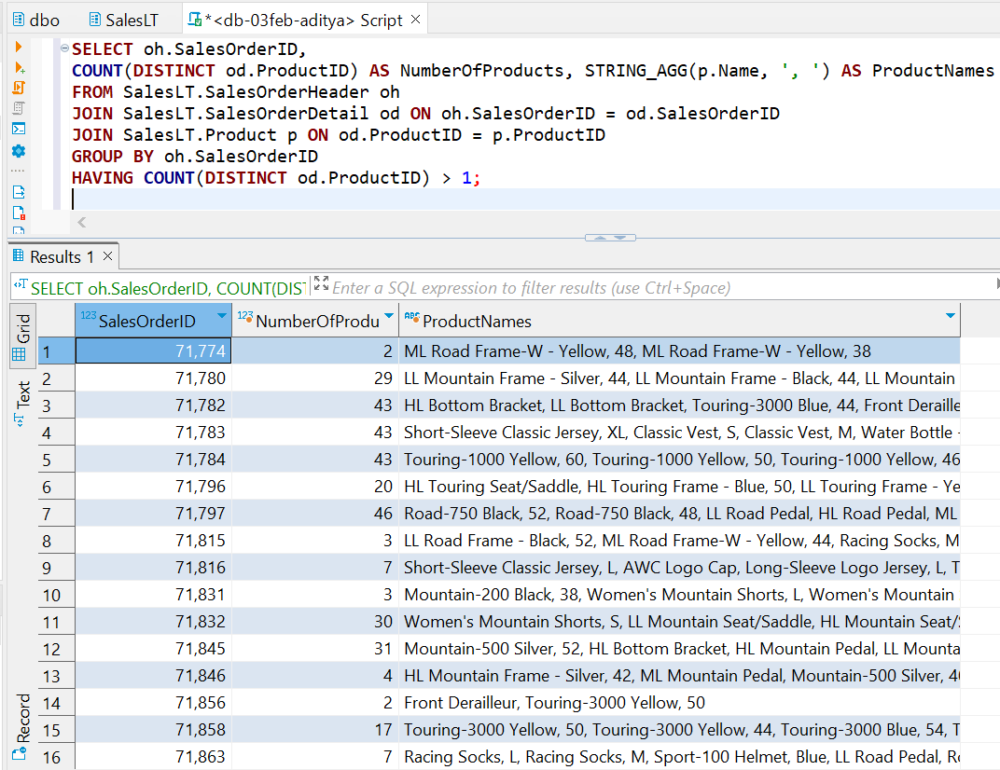 dbo SalesLT *<db-03feb-aditya> Script
SELECT oh.SalesOrderID,
COUNT(DISTINCT od.ProductID) AS NumberOfProducts, STRING_AGG(p.Name, ', ') AS ProductNames
FROM SalesLT.SalesOrderHeader oh
JOIN SalesLT.SalesOrderDetail od ON oh.SalesOrderID = od.SalesOrderID
JOIN SalesLT.Product p ON od.ProductID = p.ProductID
GROUP BY oh.SalesOrderID
HAVING COUNT(DISTINCT od.ProductID) > 1;
Results 1
SELECT oh.SalesOrderID, COUNT(DIST Enter a SQL expression to filter results (use Ctrl+Space)
Grid
Text
Record
123 SalesOrderID 123 NumberOfProdu ABC ProductNames
1 71,774 2 ML Road Frame-W - Yellow, 48, ML Road Frame-W - Yellow, 38
2 71,780 29 LL Mountain Frame - Silver, 44, LL Mountain Frame - Black, 44, LL Mountain
3 71,782 43 HL Bottom Bracket, LL Bottom Bracket, Touring-3000 Blue, 44, Front Deraille
4 71,783 43 Short-Sleeve Classic Jersey, XL, Classic Vest, S, Classic Vest, M, Water Bottle -
5 71,784 43 Touring-1000 Yellow, 60, Touring-1000 Yellow, 50, Touring-1000 Yellow, 46
6 71,796 20 HL Touring Seat/Saddle, HL Touring Frame - Blue, 50, LL Touring Frame - Ye
7 71,797 46 Road-750 Black, 52, Road-750 Black, 48, LL Road Pedal, HL Road Pedal, ML
8 71,815 3 LL Road Frame - Black, 52, ML Road Frame-W - Yellow, 44, Racing Socks, M
9 71,816 7 Short-Sleeve Classic Jersey, L, AWC Logo Cap, Long-Sleeve Logo Jersey, L, T
10 71,831 3 Mountain-200 Black, 38, Women's Mountain Shorts, L, Women's Mountain
11 71,832 30 Women's Mountain Shorts, S, LL Mountain Seat/Saddle, HL Mountain Seat/
12 71,845 31 Mountain-500 Silver, 52, HL Bottom Bracket, HL Mountain Pedal, LL Mounta
13 71,846 4 HL Mountain Frame - Silver, 42, ML Mountain Pedal, Mountain-500 Silver, 4
14 71,856 2 Front Derailleur, Touring-3000 Yellow, 50
15 71,858 17 Touring-3000 Yellow, 50, Touring-3000 Yellow, 44, Touring-3000 Blue, 54, T
16 71,863 7 Racing Socks, L, Racing Socks, M, Sport-100 Helmet, Blue, LL Road Pedal, Ro